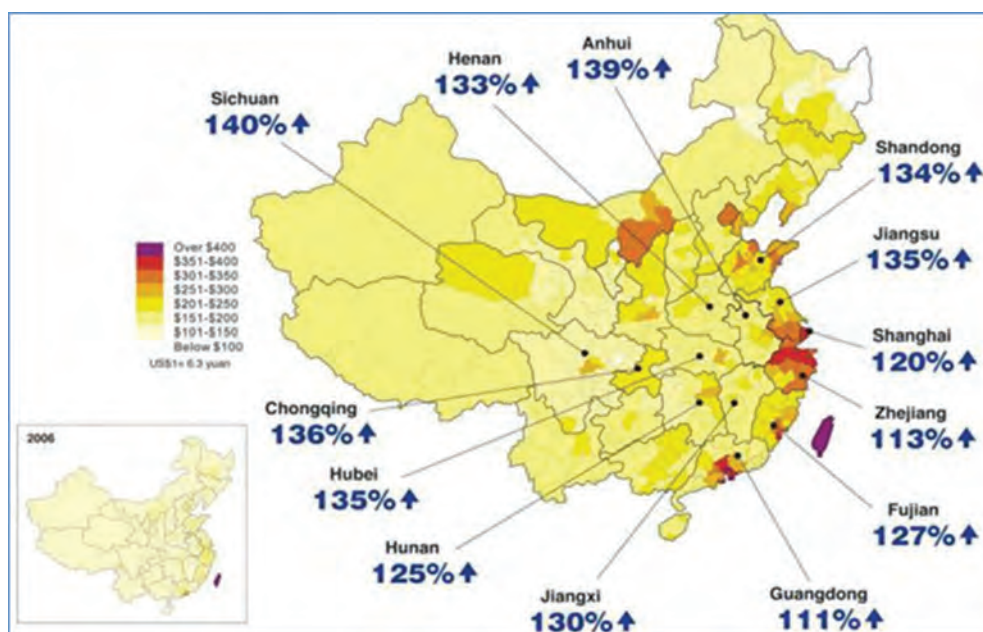 Anhui
139%
Henan
133%
Sichuan
140%
Shandong
134%
Jiangsu
135%
Over $400
$351-$400
$301-$350
$251-$300
$201-$250
$151-$200
$101-$150
Below $100
US$1= 6.3 yuan
Shanghai
120%
Chongqing
136%
Zhejiang
113%
2006
Hubei
135%
Fujian
127%
Hunan
125%
Jiangxi
130%
Guangdong
111%